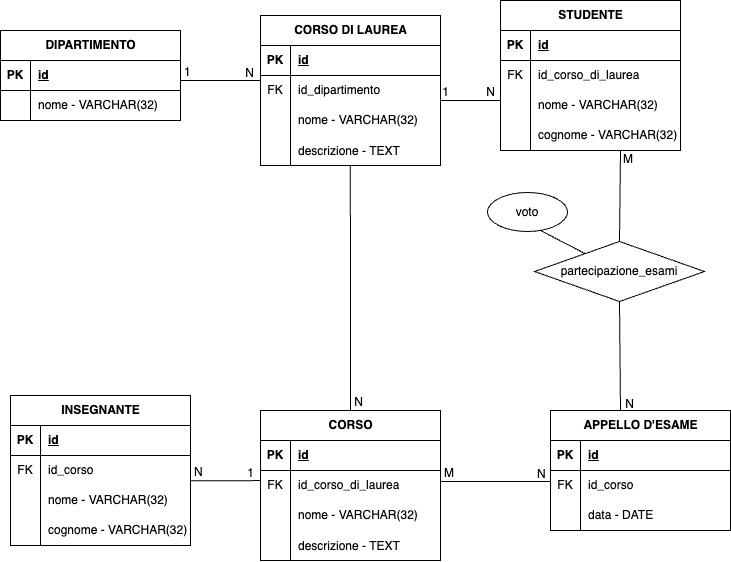 DIPARTIMENTO
PK id
nome - VARCHAR(32)
1
N
CORSO DI LAUREA
PK id
FK id_dipartimento
nome - VARCHAR(32)
descrizione - TEXT
1
N
STUDENTE
PK id
FK id_corso_di_laurea
nome - VARCHAR(32)
cognome - VARCHAR(32)
M
voto
partecipazione_esami
N
N
INSEGNANTE
PK id
FK id_corso
nome - VARCHAR(32)
cognome - VARCHAR(32)
N
1
CORSO
PK id
FK id_corso_di_laurea
nome - VARCHAR(32)
descrizione - TEXT
M
N
APPELLO D'ESAME
PK id
FK id_corso
data - DATE